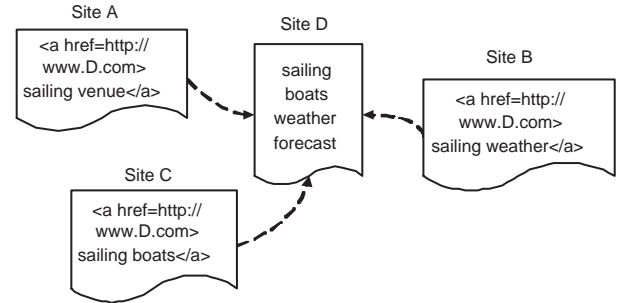 Site A
<a href=http://
www.D.com>
sailing venue</a>
Site D
sailing
boats
weather
forecast
Site B
<a href=http://
www.D.com>
sailing weather</a>
Site C
<a href=http://
www.D.com>
sailing boats</a>